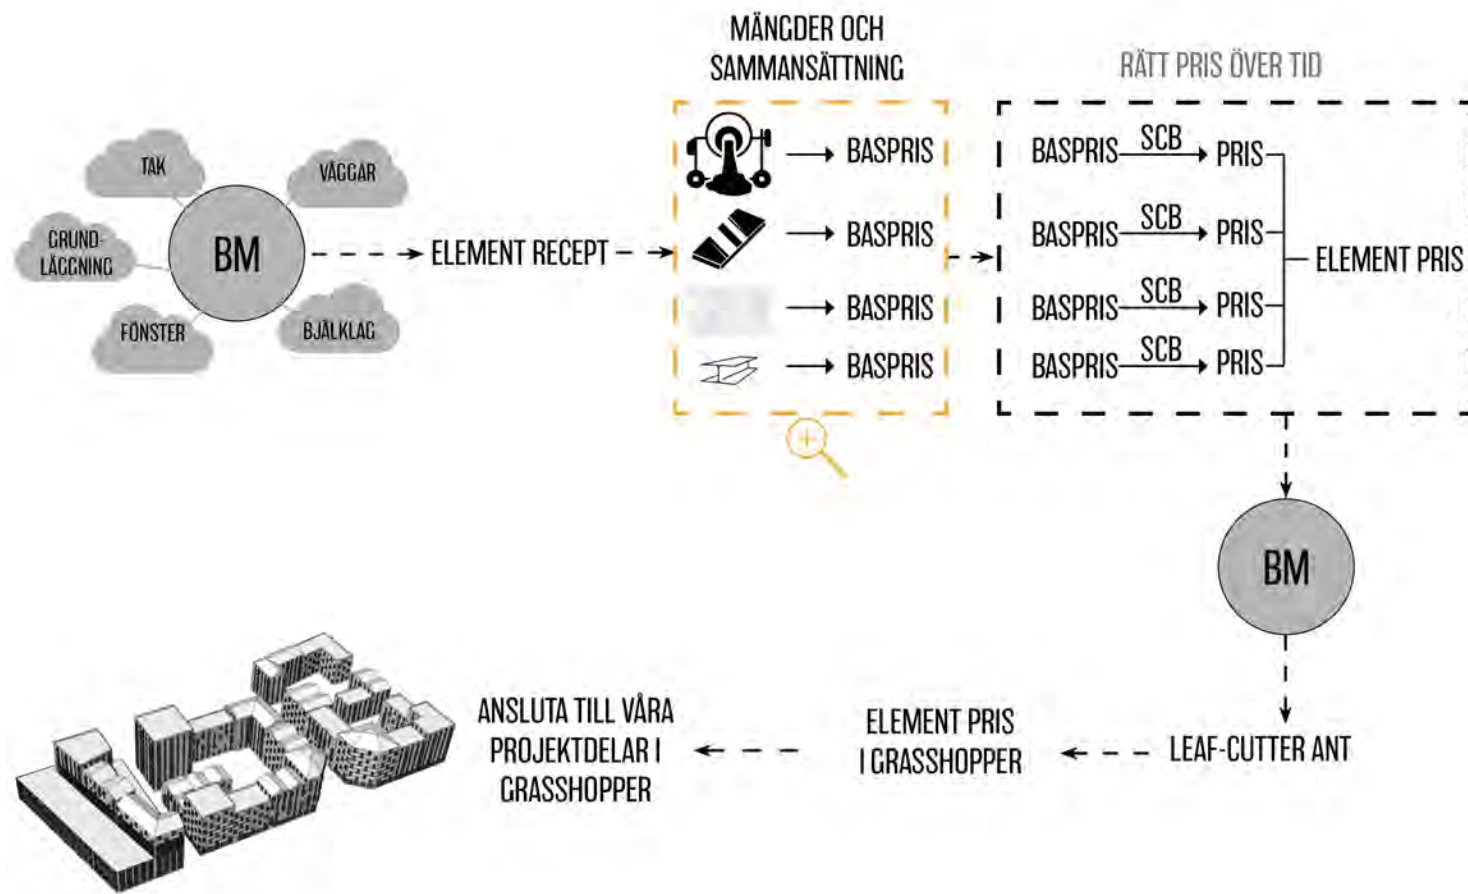 MÄNGDER OCH
SAMMANSÄTTNING
RÄTT PRIS ÖVER TID
TAK
VÄGGAR
GRUND-
LÄGGNING
BM
FÖNSTER
BJÄLKLAG
ELEMENT RECEPT
BASPRIS
BASPRIS
BASPRIS
BASPRIS
BASPRIS SCB PRIS
BASPRIS SCB PRIS
BASPRIS SCB PRIS
BASPRIS SCB PRIS
ELEMENT PRIS
BM
LEAF-CUTTER ANT
ELEMENT PRIS
I GRASSHOPPER
ANSLUTA TILL VÅRA
PROJEKTDELAR I
GRASSHOPPER